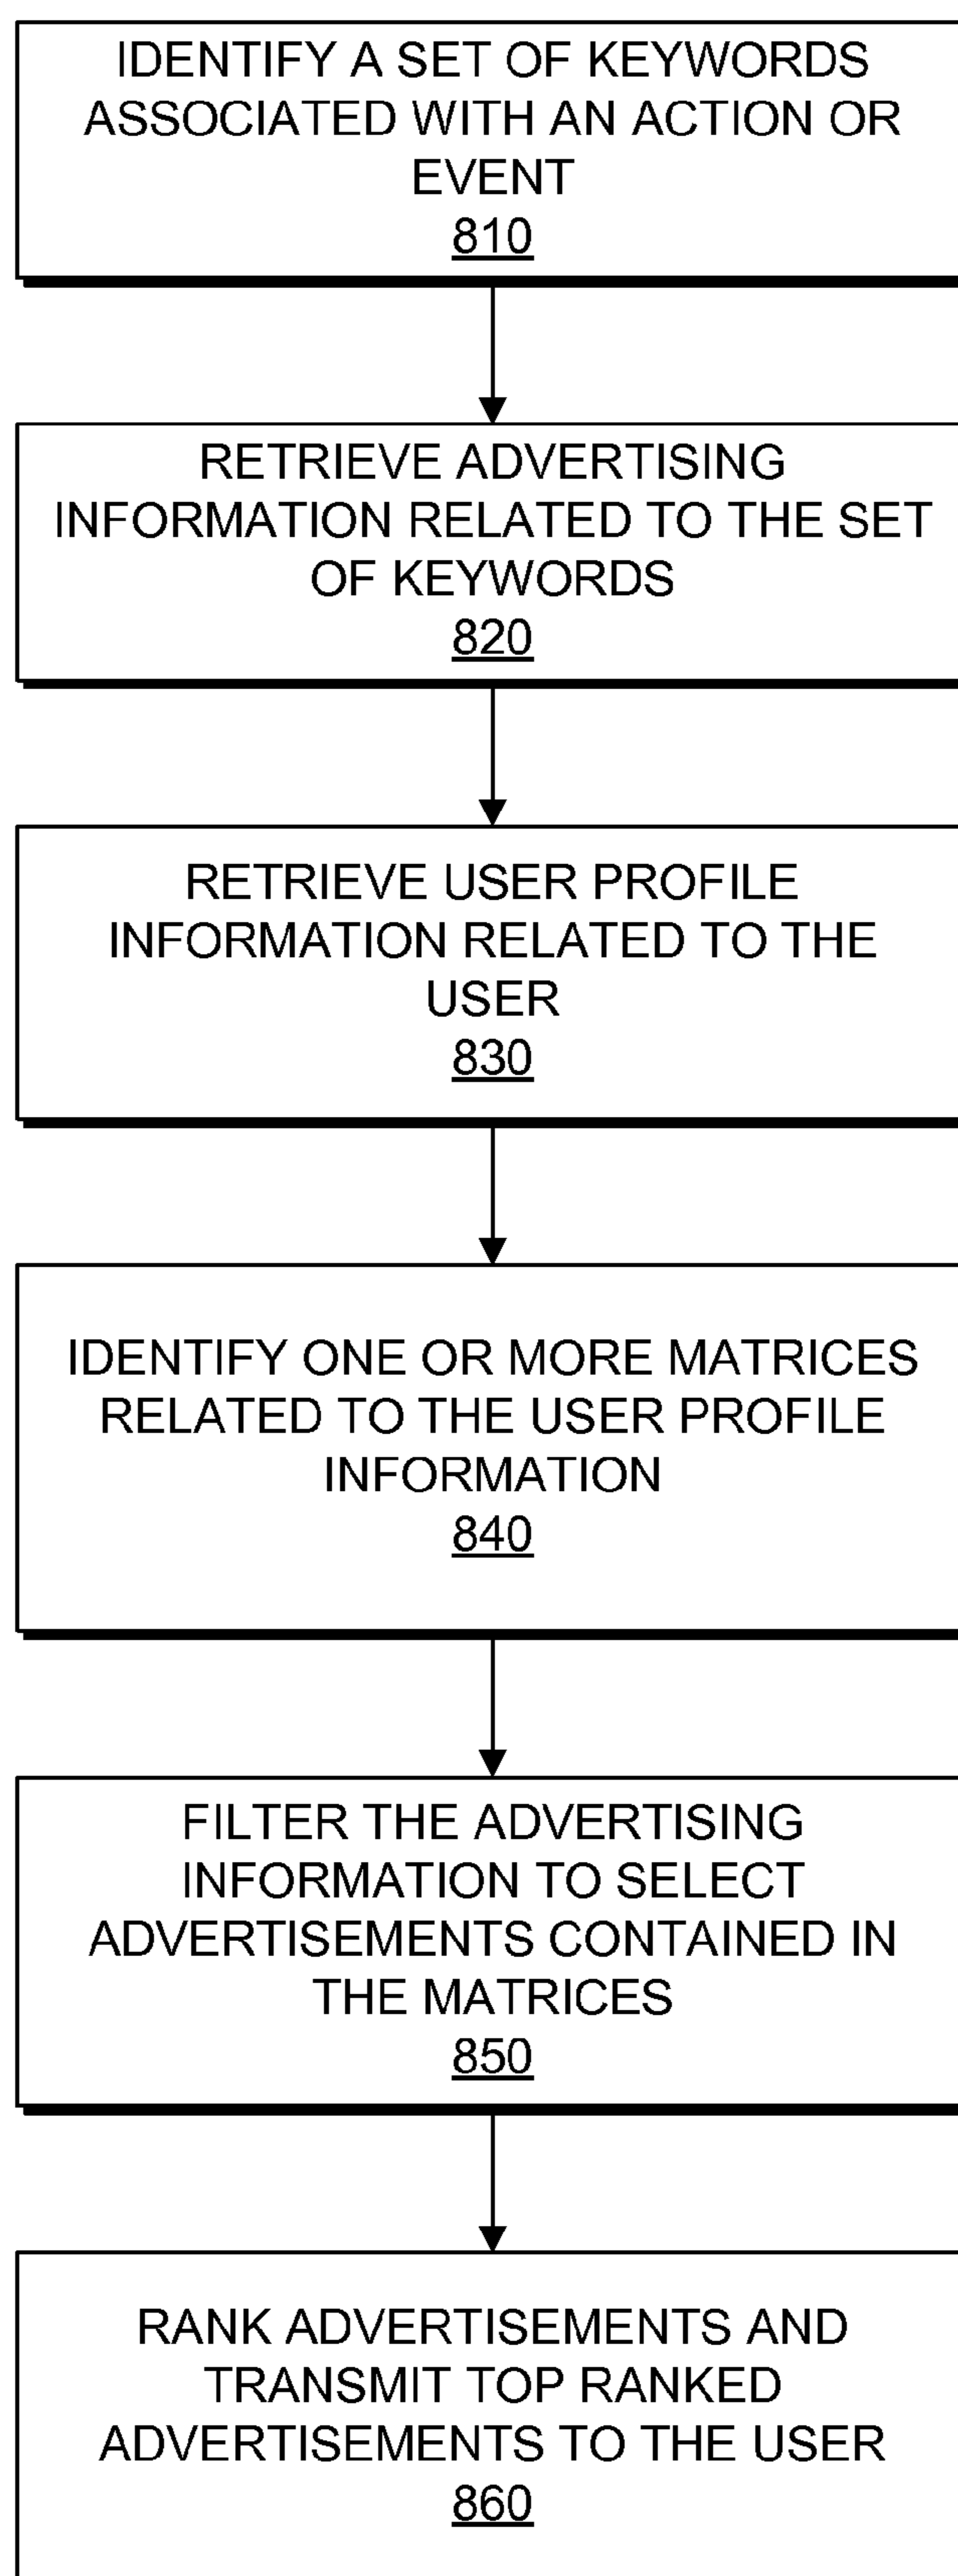 IDENTIFY A SET OF KEYWORDS
ASSOCIATED WITH AN ACTION OR
EVENT
810
RETRIEVE ADVERTISING
INFORMATION RELATED TO THE SET
OF KEYWORDS
820
RETRIEVE USER PROFILE
INFORMATION RELATED TO THE
USER
830
IDENTIFY ONE OR MORE MATRICES
RELATED TO THE USER PROFILE
INFORMATION
840
FILTER THE ADVERTISING
INFORMATION TO SELECT
ADVERTISEMENTS CONTAINED IN
THE MATRICES
850
RANK ADVERTISEMENTS AND
TRANSMIT TOP RANKED
ADVERTISEMENTS TO THE USER
860